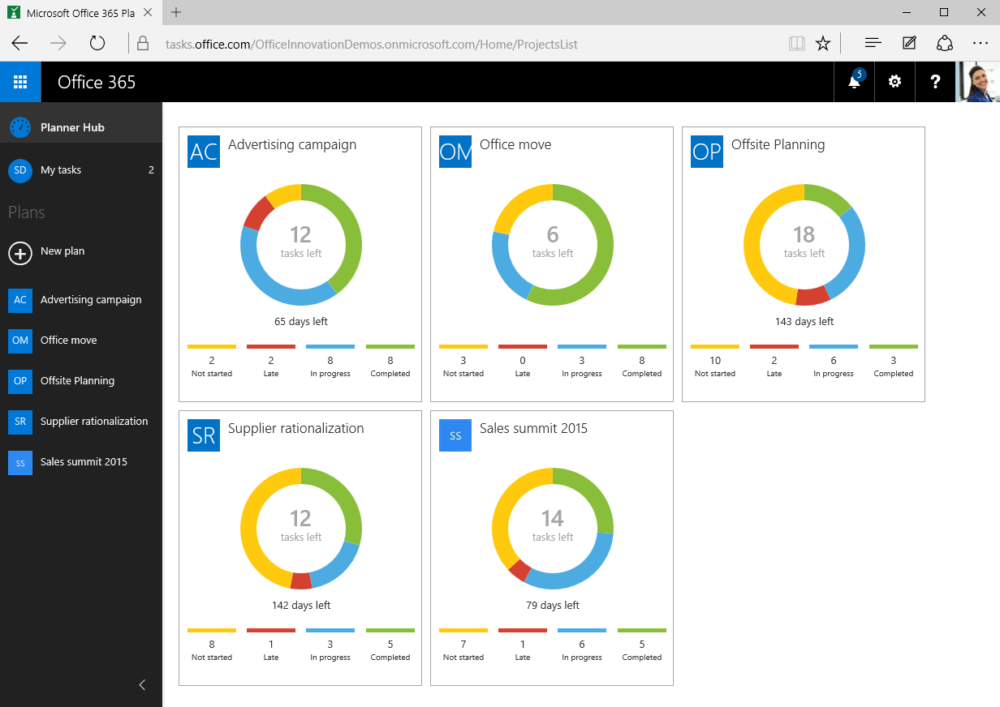 Microsoft Office 365 Pla
tasks.office.com/OfficeInnovationDemos.onmicrosoft.com/Home/ProjectsList
Office 365
5
?
Planner Hub
SD My tasks 2
Plans
New plan
AC Advertising campaign
OM Office move
OP Offsite Planning
SR Supplier rationalization
SS Sales summit 2015
AC Advertising campaign
12
tasks left
65 days left
2 2 8 8
Not started Late In progress Completed
OM Office move
6
tasks left
3 0 3 8
Not started Late In progress Completed
OP Offsite Planning
18
tasks left
143 days left
10 2 6 3
Not started Late In progress Completed
SR Supplier rationalization
12
tasks left
142 days left
8 1 3 5
Not started Late In progress Completed
SS Sales summit 2015
14
tasks left
79 days left
7 1 6 5
Not started Late In progress Completed